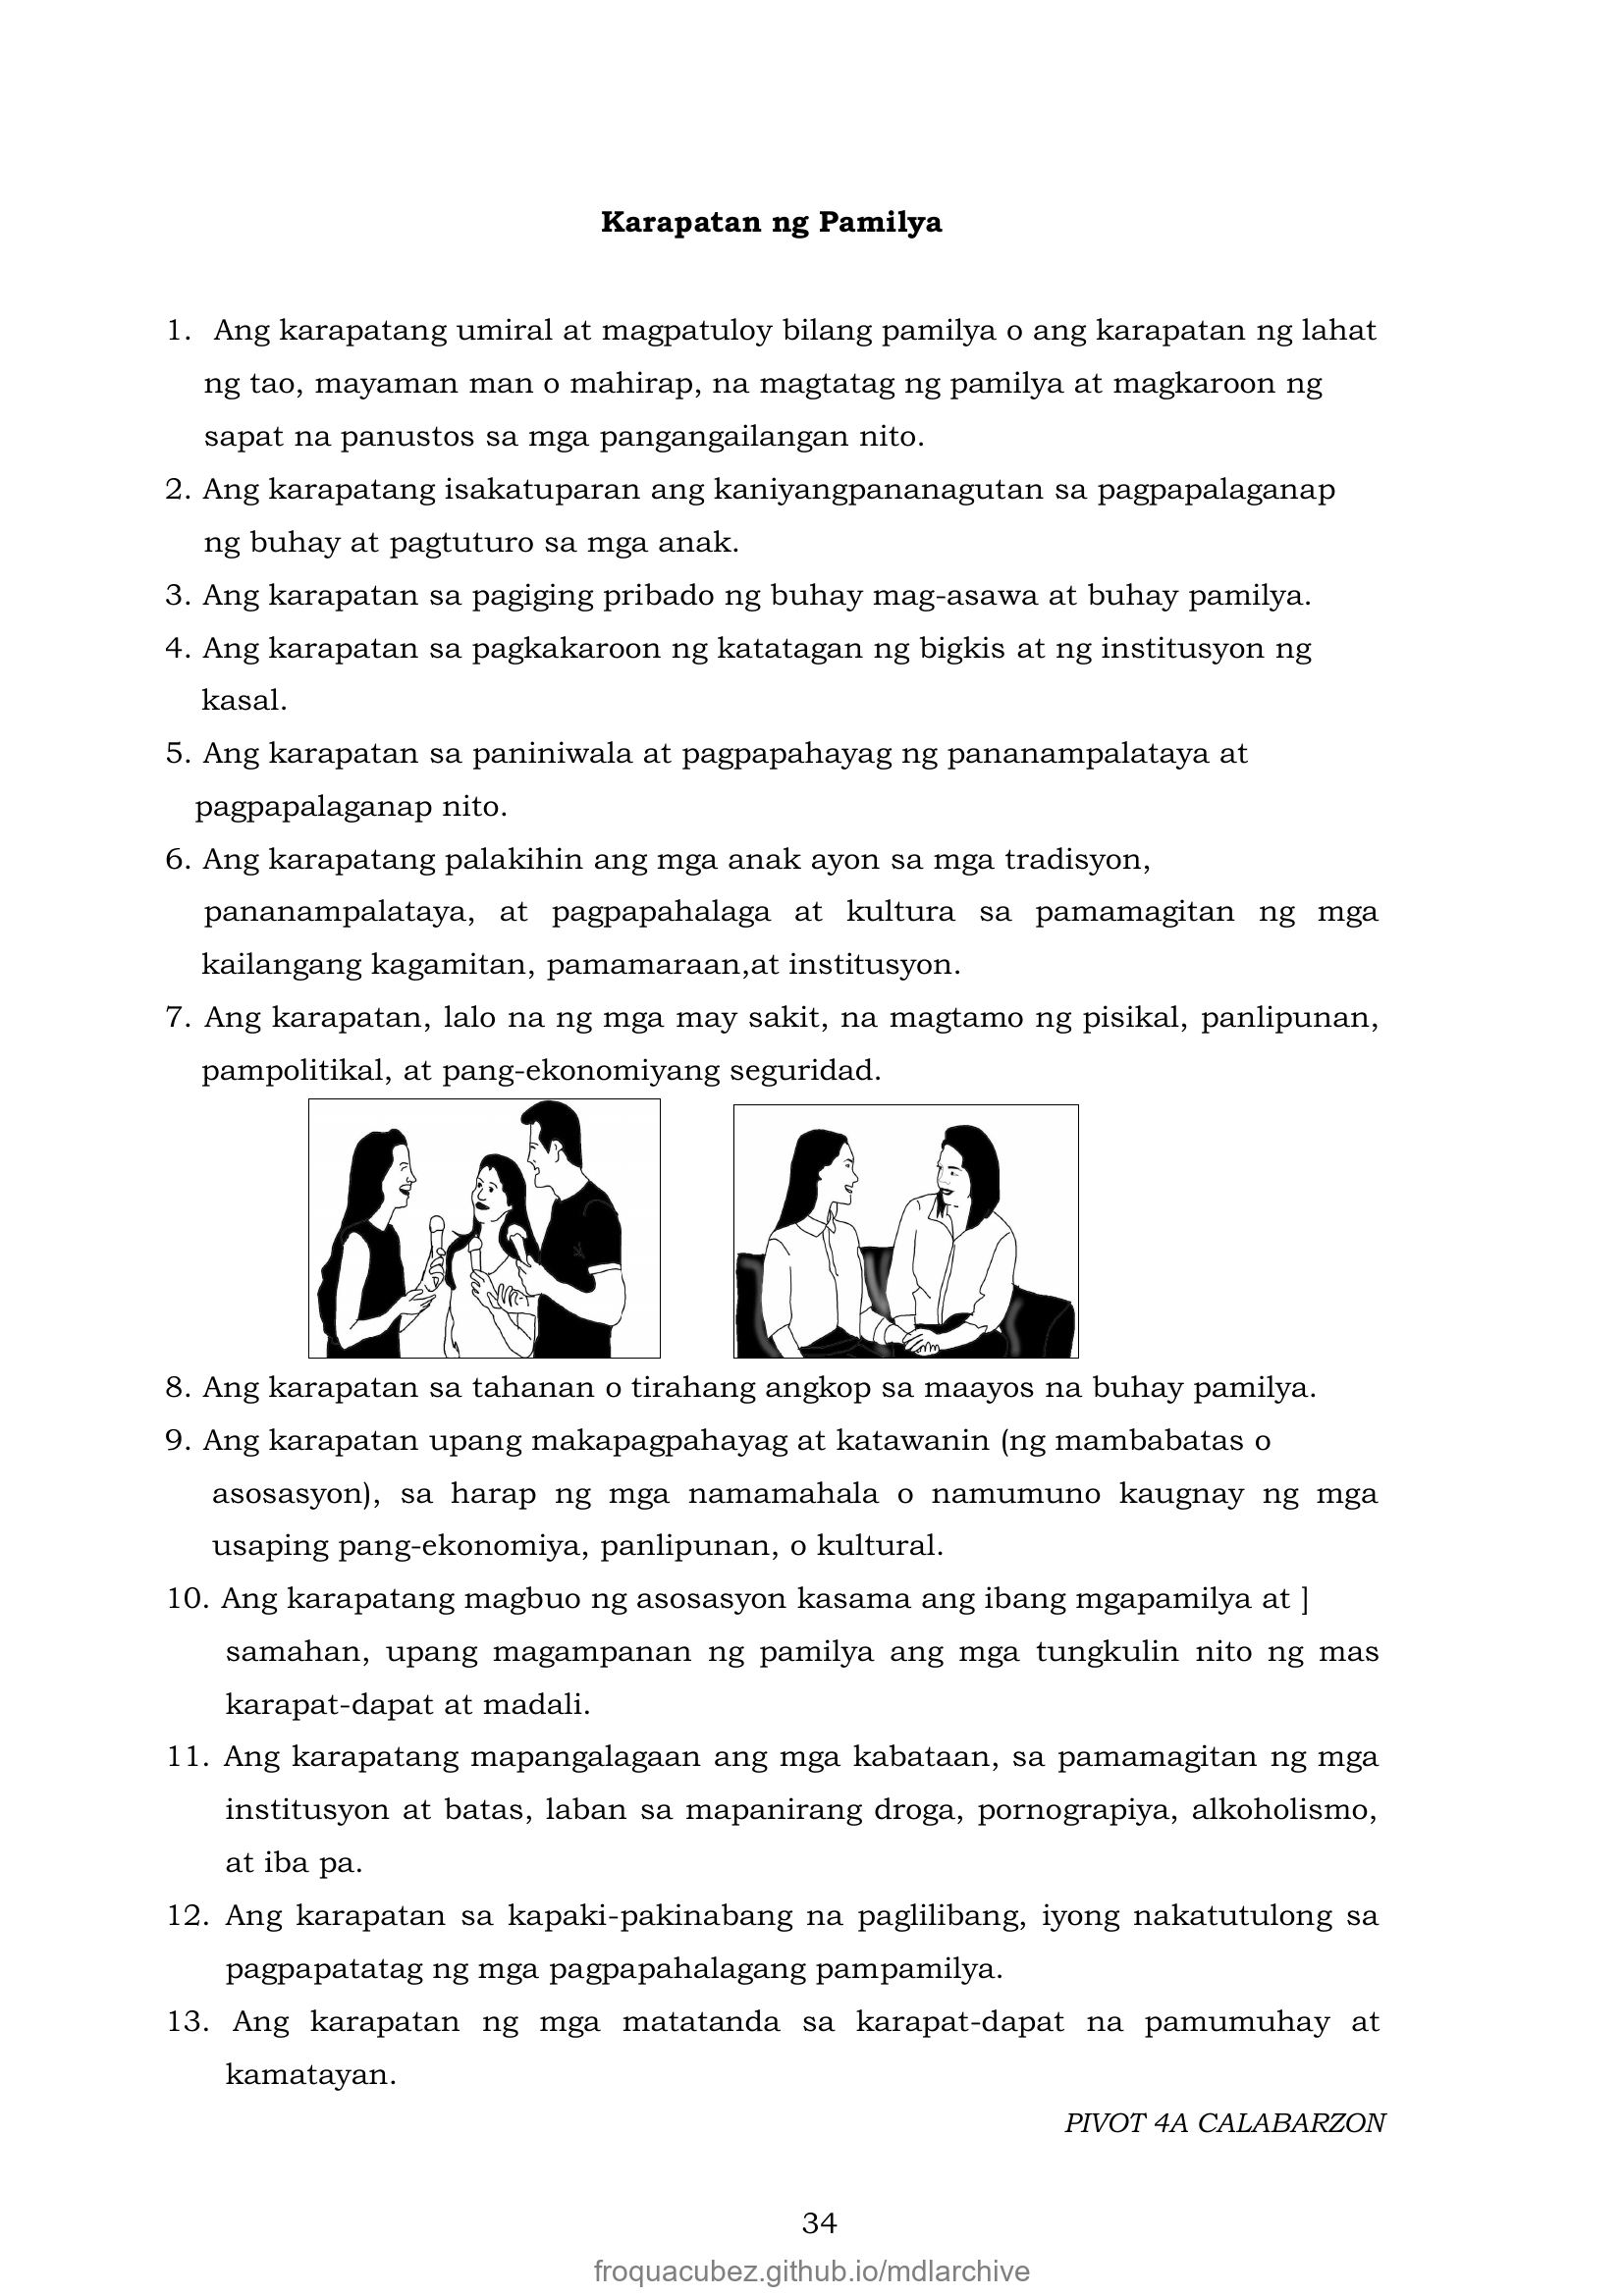 Karapatan ng Pamilya
1. Ang karapatang umiral at magpatuloy bilang pamilya o ang karapatan ng lahat
ng tao, mayaman man o mahirap, na magtatag ng pamilya at magkaroon ng
sapat na panustos sa mga pangangailangan nito.
2. Ang karapatang isakatuparan ang kaniyangpananagutan sa pagpapalaganap
ng buhay at pagtuturo sa mga anak.
3. Ang karapatan sa pagiging pribado ng buhay mag-asawa at buhay pamilya.
4. Ang karapatan sa pagkakaroon ng katatagan ng bigkis at ng institusyon ng
kasal.
5. Ang karapatan sa paniniwala at pagpapahayag ng pananampalataya at
pagpapalaganap nito.
6. Ang karapatang palakihin ang mga anak ayon sa mga tradisyon,
pananampalataya, at pagpapahalaga at kultura sa pamamagitan ng mga
kailangang kagamitan, pamamaraan,at institusyon.
7. Ang karapatan, lalo na ng mga may sakit, na magtamo ng pisikal, panlipunan,
pampolitikal, at pang-ekonomiyang seguridad.
8. Ang karapatan sa tahanan o tirahang angkop sa maayos na buhay pamilya.
9. Ang karapatan upang makapagpahayag at katawanin (ng mambabatas o
asosasyon), sa harap ng mga namamahala o namumuno kaugnay ng mga
usaping pang-ekonomiya, panlipunan, o kultural.
10. Ang karapatang magbuo ng asosasyon kasama ang ibang mgapamilya at ]
samahan, upang magampanan ng pamilya ang mga tungkulin nito ng mas
karapat-dapat at madali.
11. Ang karapatang mapangalagaan ang mga kabataan, sa pamamagitan ng mga
institusyon at batas, laban sa mapanirang droga, pornograpiya, alkoholismo,
at iba pa.
12. Ang karapatan sa kapaki-pakinabang na paglilibang, iyong nakatutulong sa
pagpapatatag ng mga pagpapahalagang pampamilya.
13. Ang karapatan ng mga matatanda sa karapat-dapat na pamumuhay at
kamatayan.
PIVOT 4A CALABARZON
34
froquacubez.github.io/mdlarchive